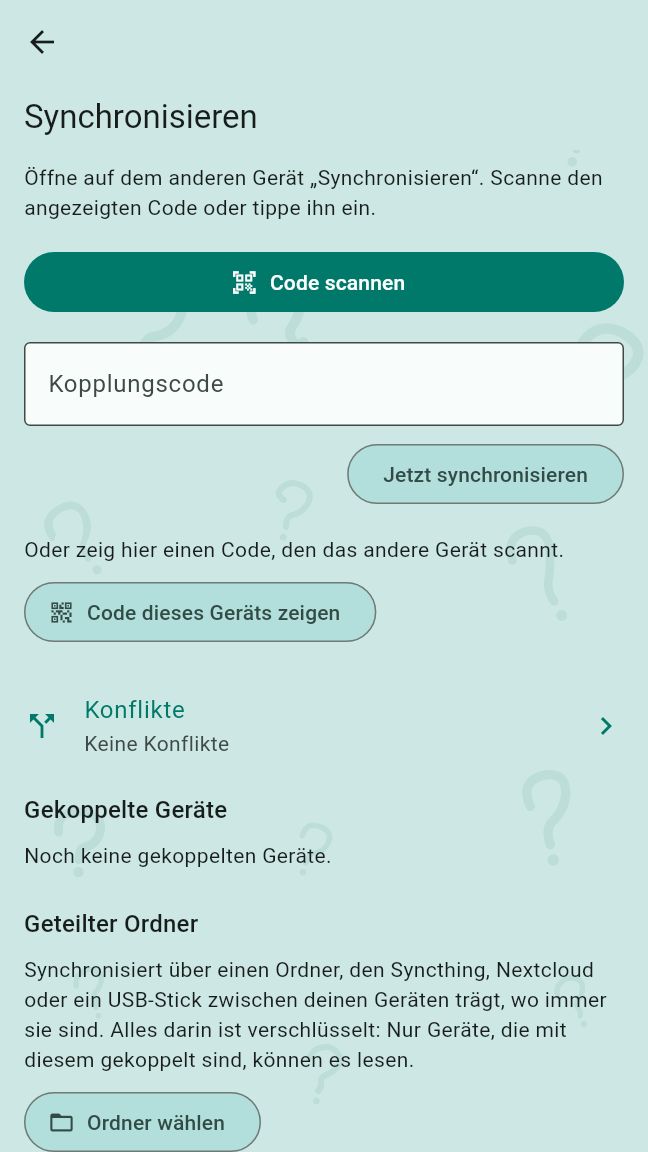 Synchronisieren
Öffne auf dem anderen Gerät „Synchronisieren“. Scanne den
angezeigten Code oder tippe ihn ein.
Code scannen
Kopplungscode
Jetzt synchronisieren
Oder zeig hier einen Code, den das andere Gerät scannt.
Code dieses Geräts zeigen
Konflikte
Keine Konflikte
Gekoppelte Geräte
Noch keine gekoppelten Geräte.
Geteilter Ordner
Synchronisiert über einen Ordner, den Syncthing, Nextcloud
oder ein USB-Stick zwischen deinen Geräten trägt, wo immer
sie sind. Alles darin ist verschlüsselt: Nur Geräte, die mit
diesem gekoppelt sind, können es lesen.
Ordner wählen